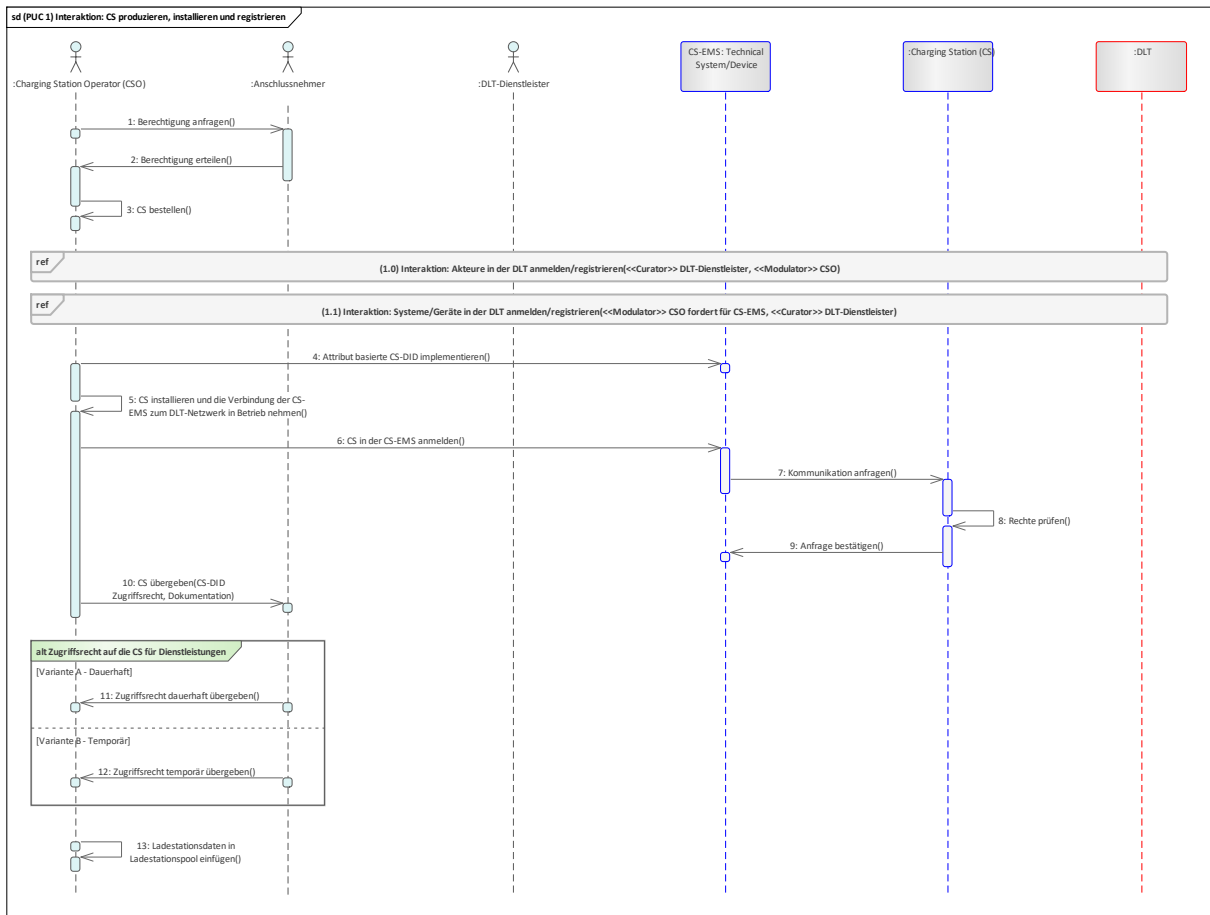 sd (PUC 1) Interaktion: CS produzieren, installieren und registrieren
:Charging Station Operator (CSO)
:Anschlussnehmer
:DLT-Dienstleister
CS-EMS: Technical
System/Device
:Charging Station (CS)
:DLT
1: Berechtigung anfragen()
2: Berechtigung erteilen()
3: CS bestellen()
ref
(1.0) Interaktion: Akteure in der DLT anmelden/registrieren(<<Curator>> DLT-Dienstleister, <<Modulator>> CSO)
ref
(1.1) Interaktion: Systeme/Geräte in der DLT anmelden/registrieren(<<Modulator>> CSO fordert für CS-EMS, <<Curator>> DLT-Dienstleister)
4: Attribut basierte CS-DID implementieren()
5: CS installieren und die Verbindung der CS-
EMS zum DLT-Netzwerk in Betrieb nehmen()
6: CS in der CS-EMS anmelden()
7: Kommunikation anfragen()
8: Rechte prüfen()
9: Anfrage bestätigen()
10: CS übergeben(CS-DID
Zugriffsrecht, Dokumentation)
alt Zugriffsrecht auf die CS für Dienstleistungen
[Variante A - Dauerhaft]
11: Zugriffsrecht dauerhaft übergeben()
[Variante B - Temporär]
12: Zugriffsrecht temporär übergeben()
13: Ladestationsdaten in
Ladestationspool einfügen()